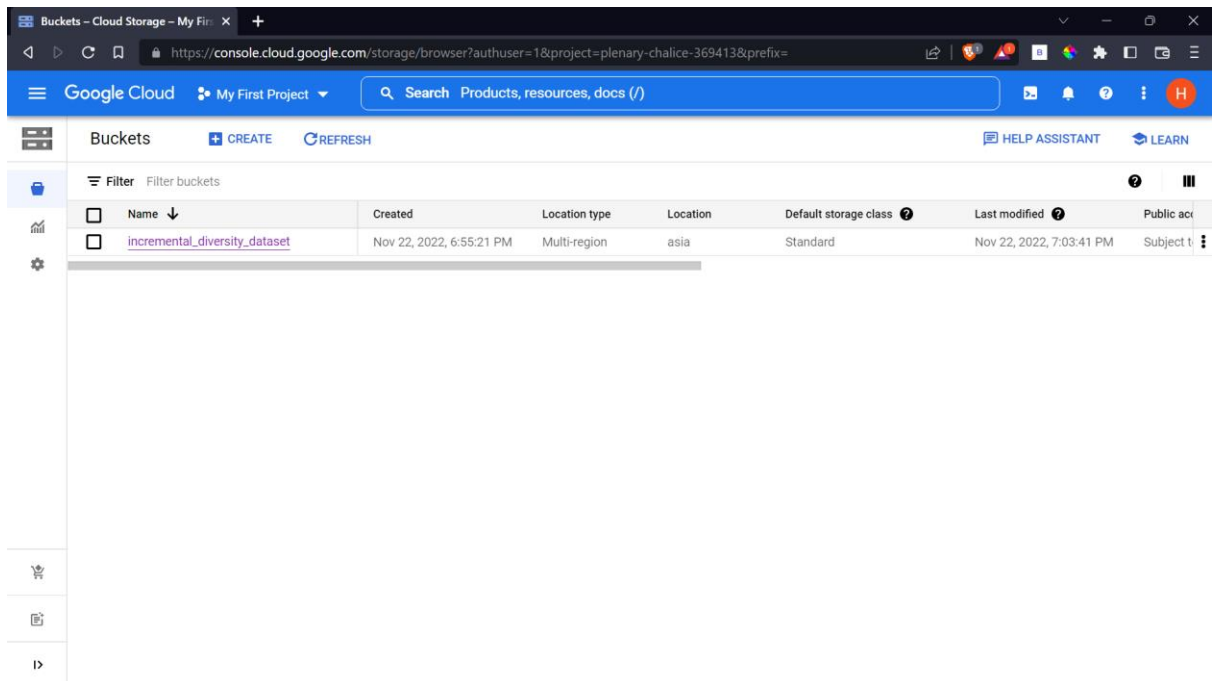 Buckets – Cloud Storage – My Fir
https://console.cloud.google.com/storage/browser?authuser=1&project=plenary-chalice-369413&prefix=
Google Cloud My First Project Search Products, resources, docs (/) H
Buckets CREATE REFRESH HELP ASSISTANT LEARN
Filter Filter buckets
Name Created Location type Location Default storage class Last modified Public acc
incremental_diversity_dataset Nov 22, 2022, 6:55:21 PM Multi-region asia Standard Nov 22, 2022, 7:03:41 PM Subject t